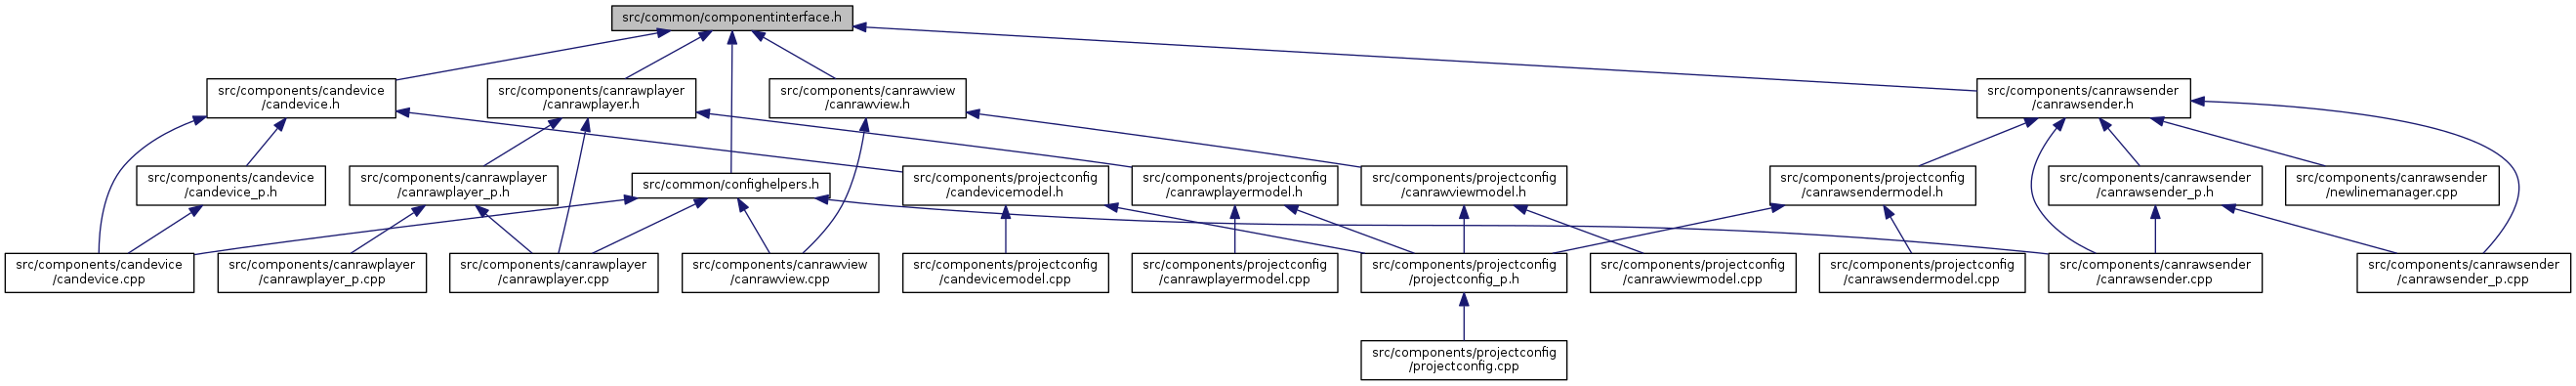 src/common/componentinterface.h
src/components/candevice
/candevice.h
src/components/canrawplayer
/canrawplayer.h
src/components/canrawview
/canrawview.h
src/components/canrawsender
/canrawsender.h
src/components/candevice
/candevice_p.h
src/components/canrawplayer
/canrawplayer_p.h
src/common/confighelpers.h
src/components/projectconfig
/candevicemodel.h
src/components/projectconfig
/canrawplayermodel.h
src/components/projectconfig
/canrawviewmodel.h
src/components/projectconfig
/canrawsendermodel.h
src/components/canrawsender
/canrawsender_p.h
src/components/canrawsender
/newlinemanager.cpp
src/components/candevice
/candevice.cpp
src/components/canrawplayer
/canrawplayer_p.cpp
src/components/canrawplayer
/canrawplayer.cpp
src/components/canrawview
/canrawview.cpp
src/components/projectconfig
/candevicemodel.cpp
src/components/projectconfig
/canrawplayermodel.cpp
src/components/projectconfig
/projectconfig_p.h
src/components/projectconfig
/canrawviewmodel.cpp
src/components/projectconfig
/canrawsendermodel.cpp
src/components/canrawsender
/canrawsender.cpp
src/components/canrawsender
/canrawsender_p.cpp
src/components/projectconfig
/projectconfig.cpp